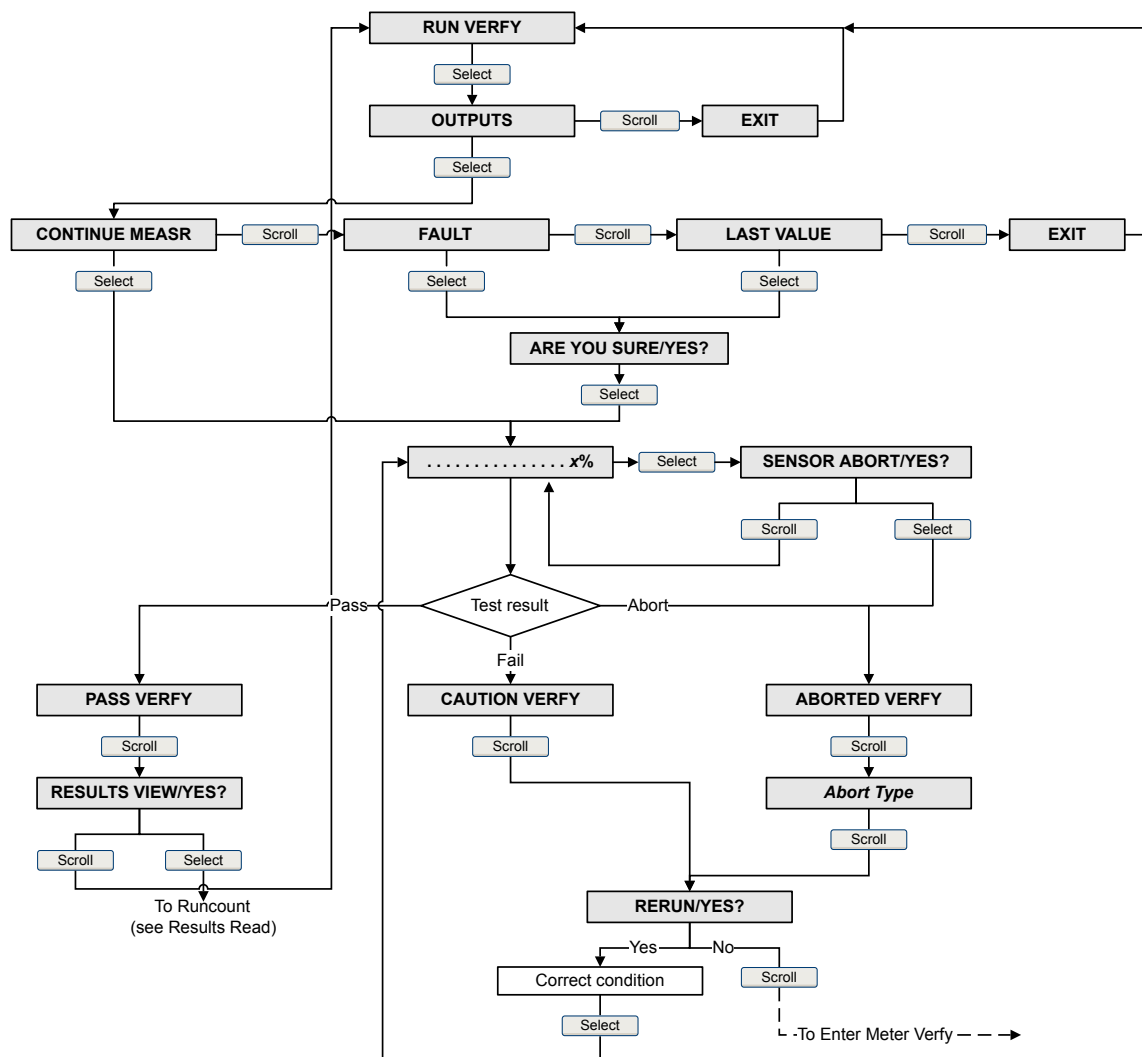 RUN VERFY
Select
OUTPUTS
Scroll
EXIT
Select
CONTINUE MEASR
Scroll
FAULT
Scroll
LAST VALUE
Scroll
EXIT
Select
Select
Select
ARE YOU SURE/YES?
Select
. . . . . . . . . . . . . . . x%
Select
SENSOR ABORT/YES?
Scroll
Select
Pass
Test result
Abort
Fail
PASS VERFY
CAUTION VERFY
ABORTED VERFY
Scroll
Scroll
Scroll
RESULTS VIEW/YES?
Abort Type
Scroll
Select
Scroll
To Runcount
(see Results Read)
RERUN/YES?
Yes
No
Correct condition
Scroll
Select
To Enter Meter Verfy